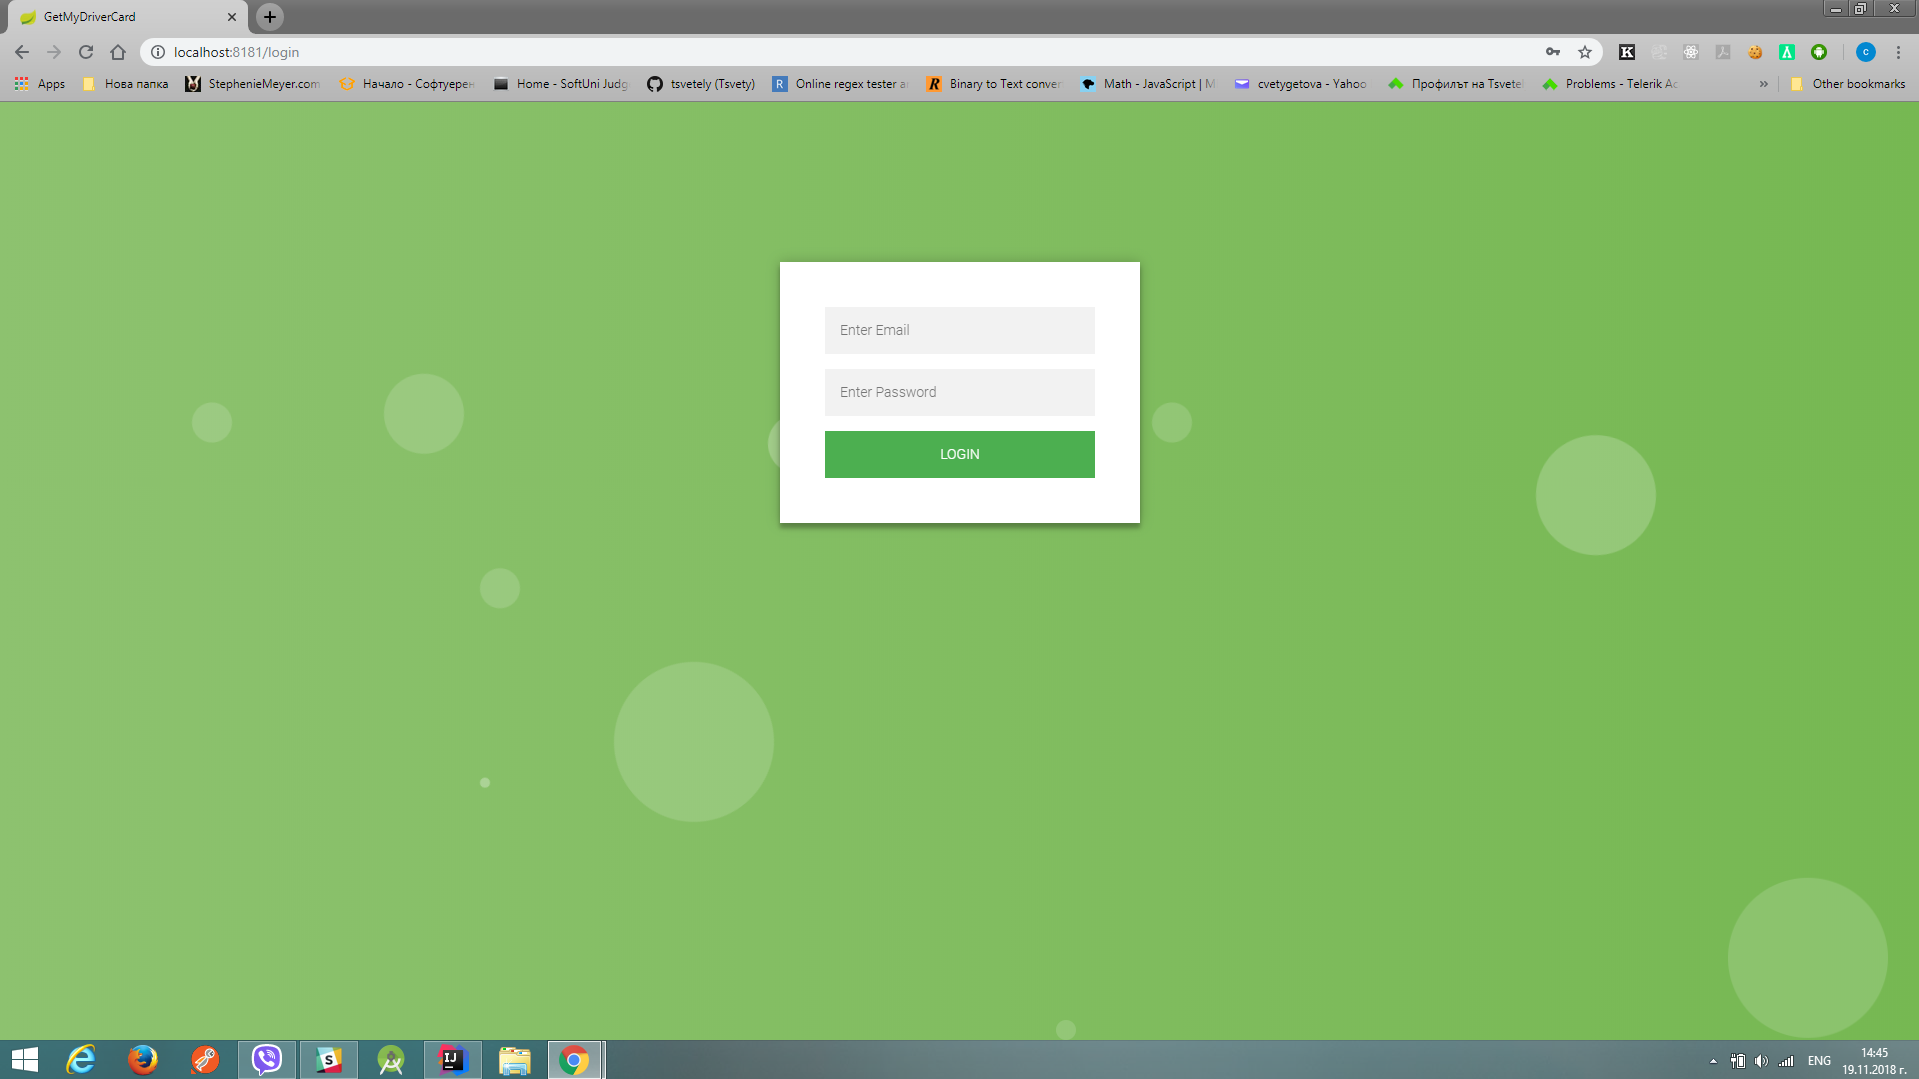 GetMyDriverCard
localhost:8181/login
c
Apps
Нова папка
StephenieMeyer.com
Начало - Софтуерен
Home - SoftUni Judg
tsvetely (Tsvety)
R
Online regex tester a
R
Binary to Text conver
Math - JavaScript | M
cvetygetova - Yahoo
Профилът на Tsvetel
Problems - Telerik Ac
»
Other bookmarks
Enter Email
Enter Password
LOGIN
S
IJ
ENG
14:45
19.11.2018 г.